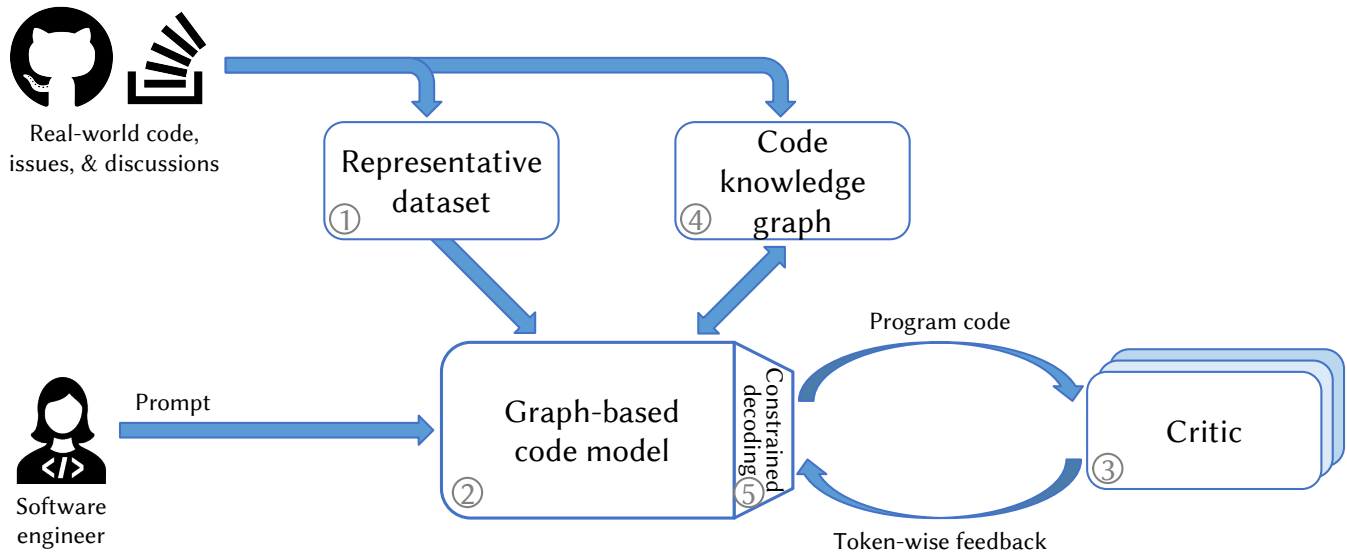 Real-world code,
issues, & discussions
Representative
dataset
①
Code
knowledge
graph
④
Prompt
</>
Software
engineer
Graph-based
code model
②
Constrained
decoding
⑤
Program code
Critic
③
Token-wise feedback